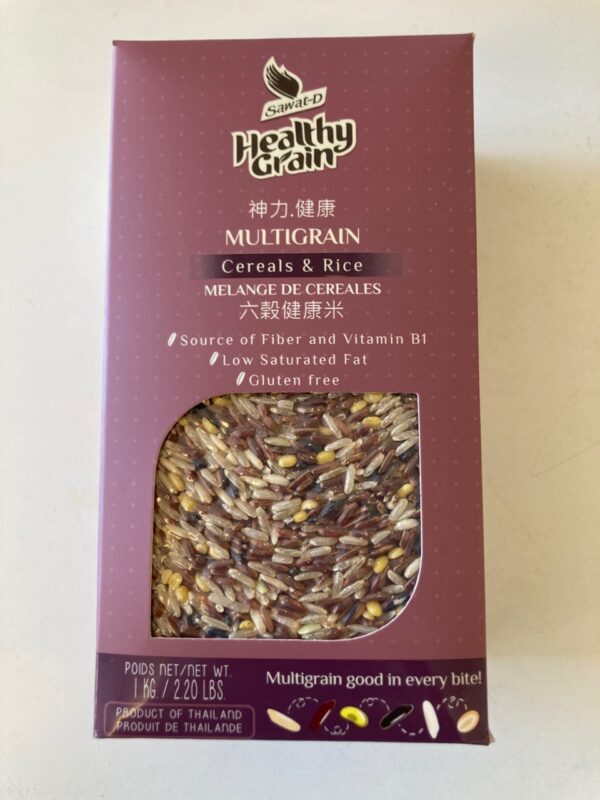 Sawat-D
Healthy
Grain
神力.健康
MULTIGRAIN
Cereals & Rice
MELANGE DE CEREALES
六穀健康米
Source of Fiber and Vitamin B1
Low Saturated Fat
Gluten free
POIDS NET/NET WT.
1 KG. / 2.20 LBS.
PRODUCT OF THAILAND
PRODUIT DE THAILANDE
Multigrain good in every bite!